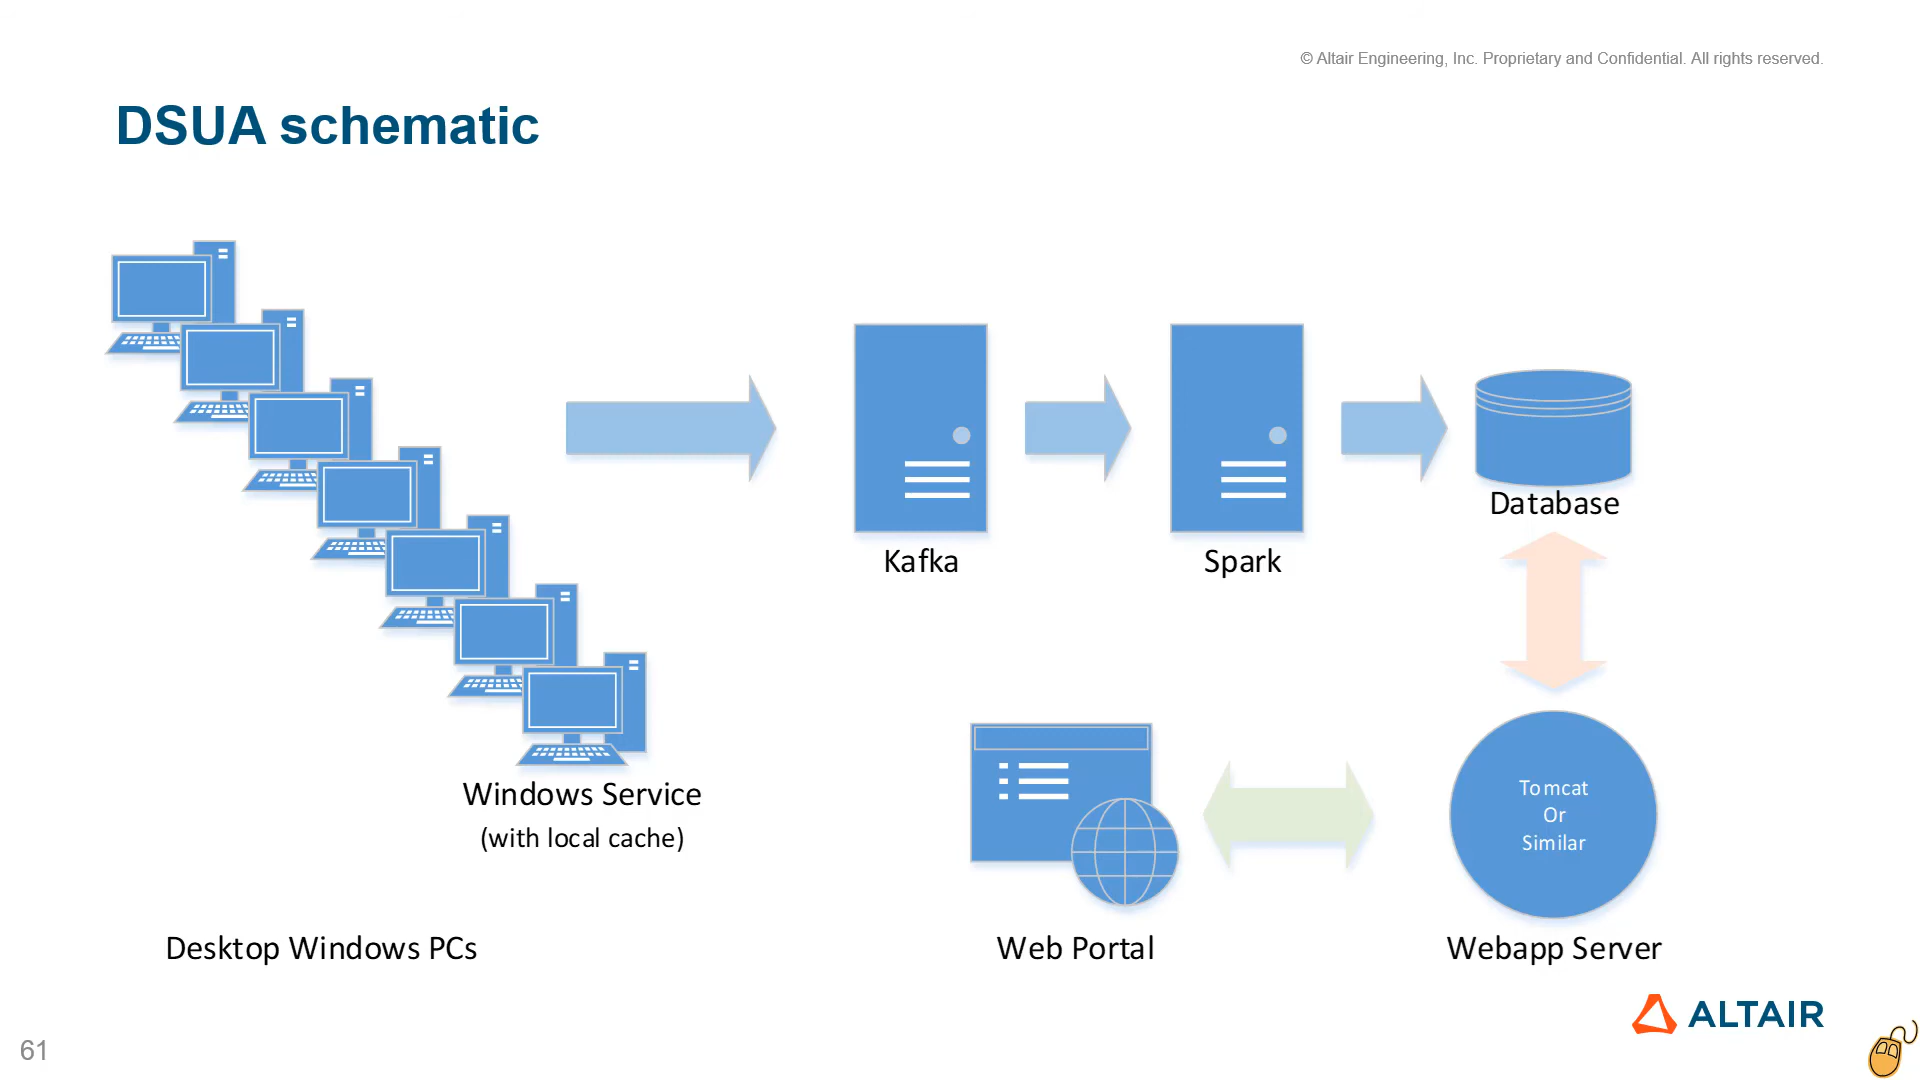 © Altair Engineering, Inc. Proprietary and Confidential. All rights reserved.
DSUA schematic
Kafka
Spark
Database
Windows Service
(with local cache)
Tomcat
Or
Similar
Desktop Windows PCs
Web Portal
Webapp Server
ALTAIR
61